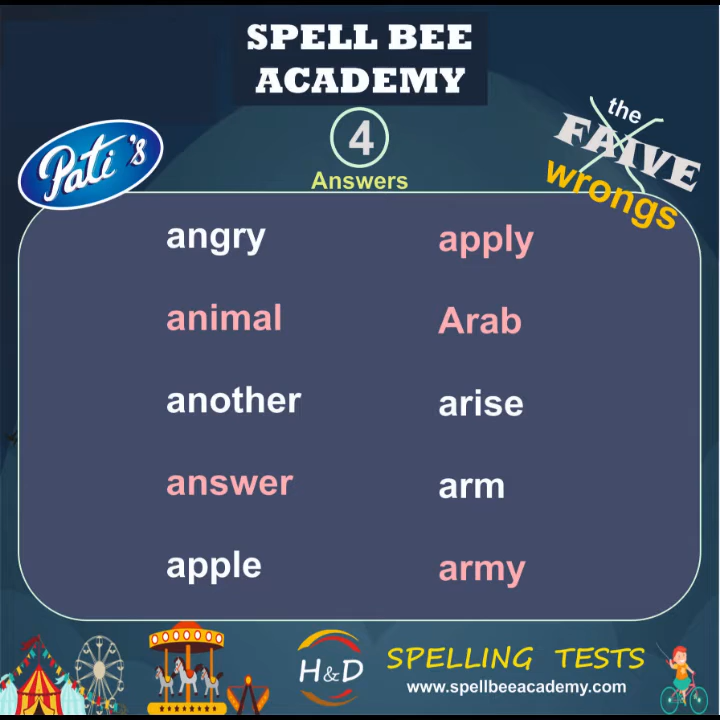 SPELL BEE
ACADEMY
Pati's
4
Answers
the
FAIVE
wrongs
angry
animal
another
answer
apple
apply
Arab
arise
arm
army
H&D
SPELLING TESTS
www.spellbeeacademy.com